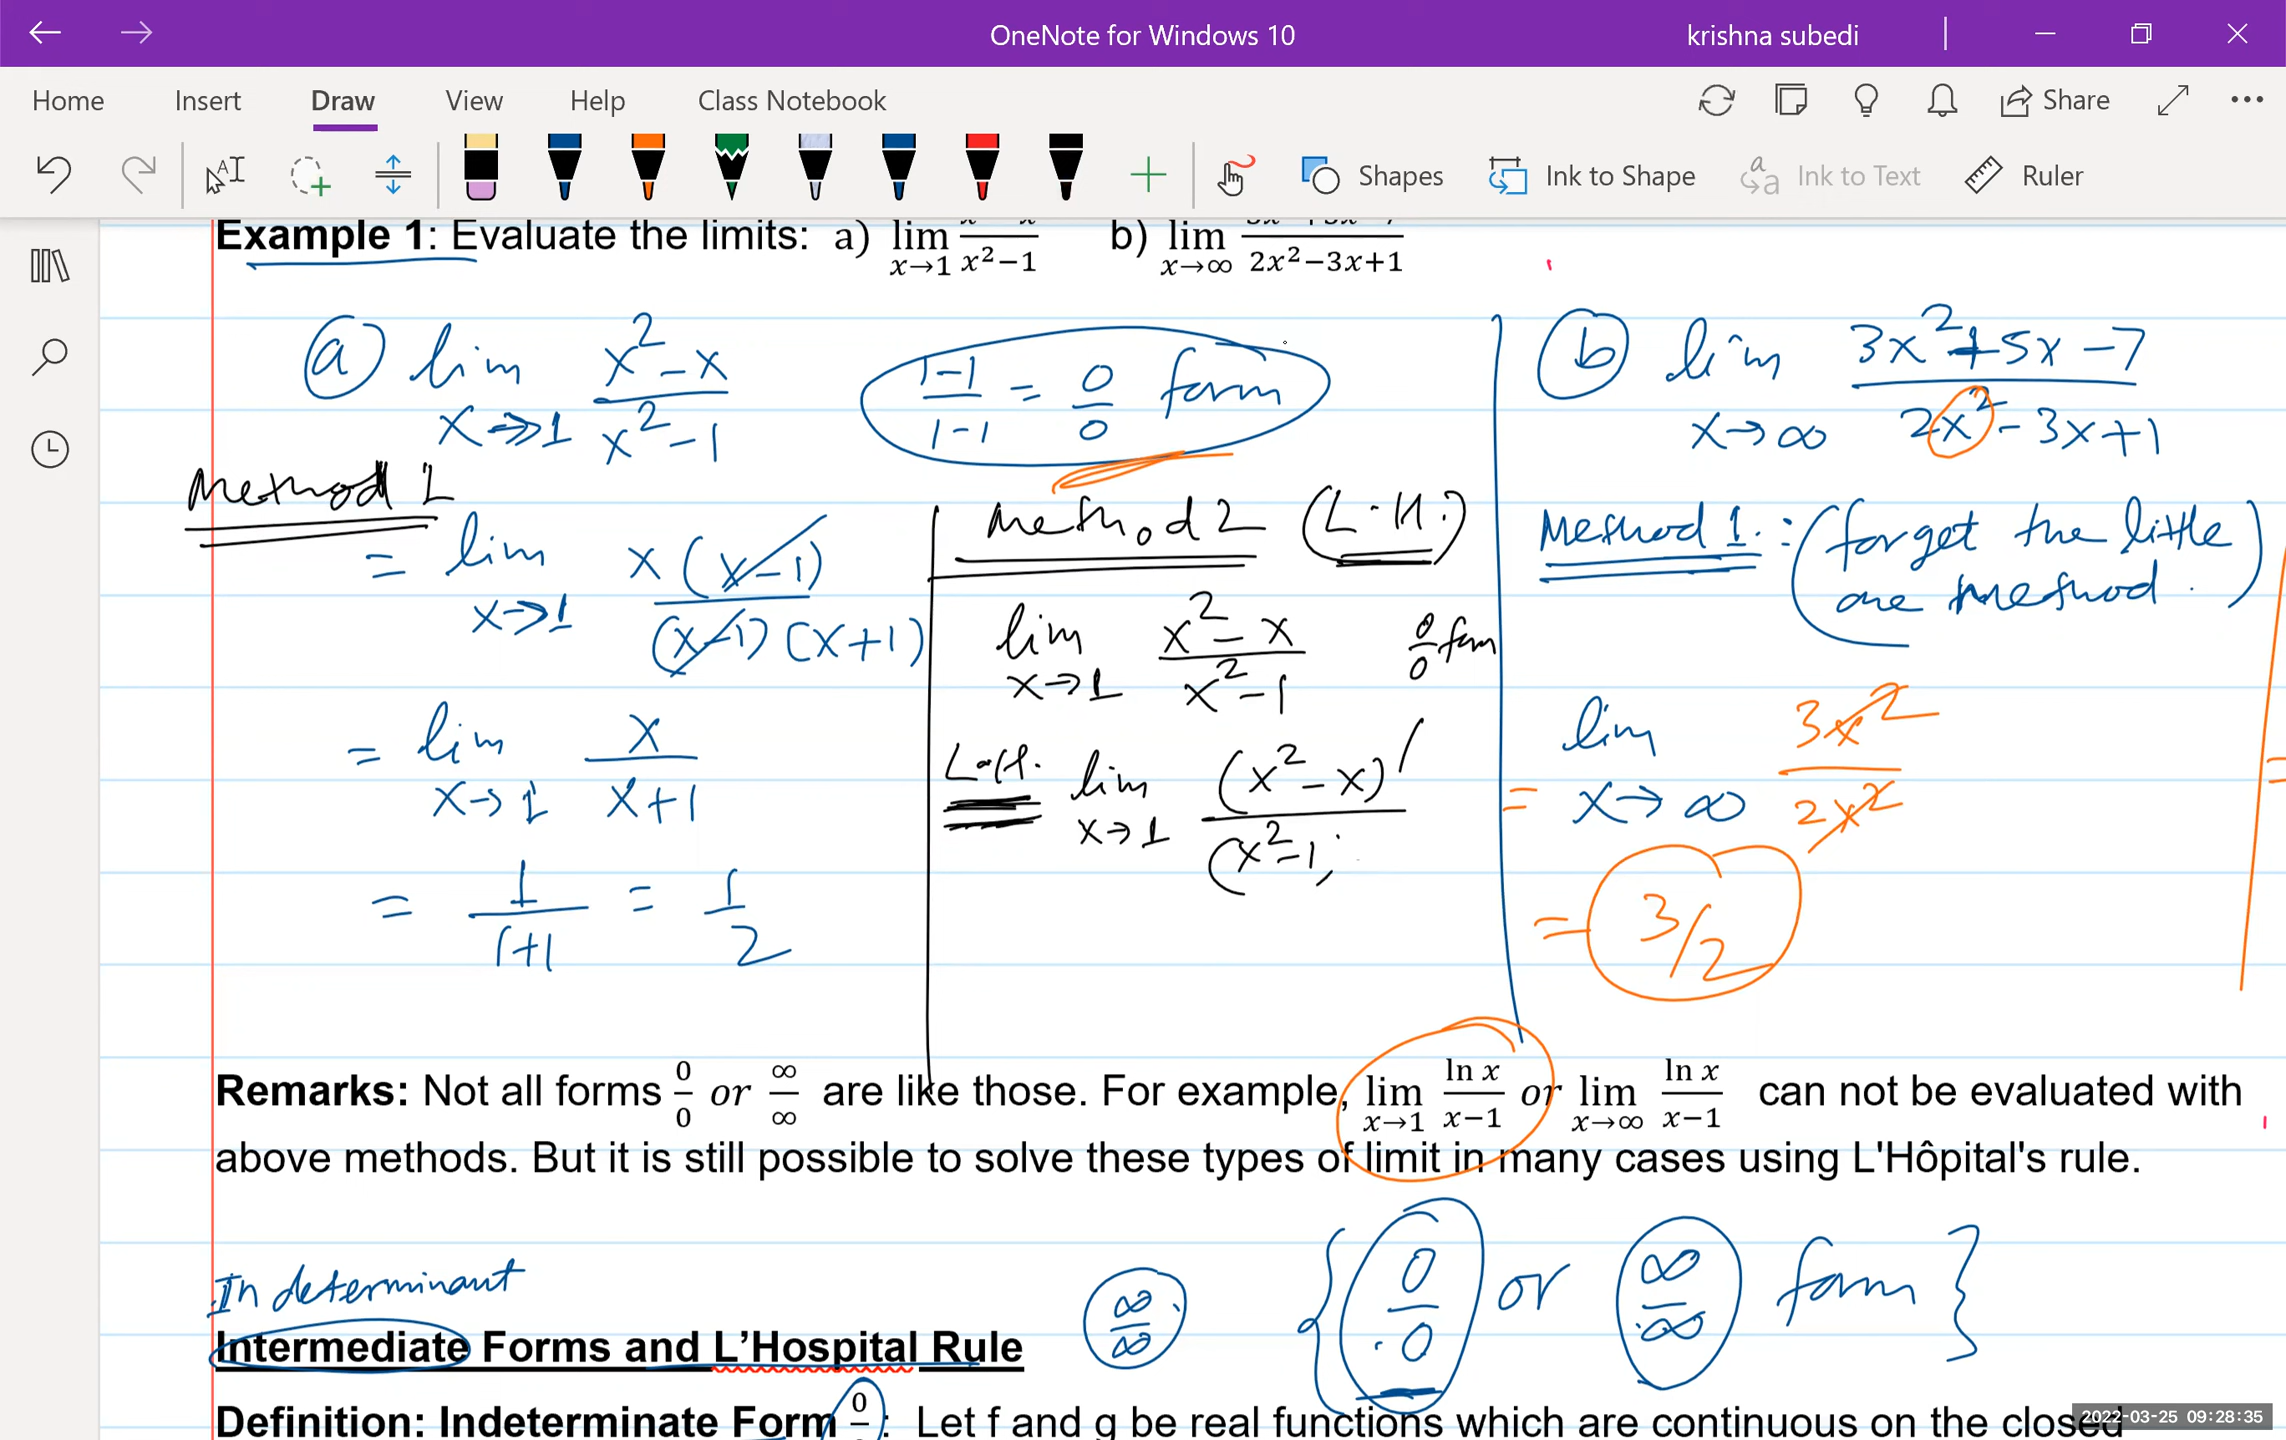 OneNote for Windows 10
krishna subedi
Home Insert Draw View Help Class Notebook
Share
Shapes Ink to Shape Ink to Text Ruler
Example 1: Evaluate the limits: a) lim x→1 / x²−1 b) lim x→∞ / 2x²−3x+1
(a) lim x→1 (x²−x)/(x²−1)
(1−1)/(1−1) = 0/0 form
Method 1
= lim x→1 x(x−1)/(x−1)(x+1)
= lim x→1 x/(x+1)
= 1/(1+1) = 1/2
Method 2 (L.H.)
lim x→1 (x²−x)/(x²−1) 0/0 form
L.H. lim x→1 (x²−x)′/(x²−1)
(b) lim x→∞ (3x²+5x−7)/(2x²−3x+1)
Method 1.: (forget the little
one method.)
= lim x→∞ 3x²/2x²
= 3/2
Remarks: Not all forms 0/0 or ∞/∞ are like those. For example, lim x→1 ln x/x−1 or lim x→∞ ln x/x−1 can not be evaluated with
above methods. But it is still possible to solve these types of limit in many cases using L'Hôpital's rule.
In determinant
∞/∞ { 0/0 or ∞/∞ form }
Intermediate Forms and L’Hospital Rule
Definition: Indeterminate Form 0/ : Let f and g be real functions which are continuous on the closed
2022-03-25 09:28:35